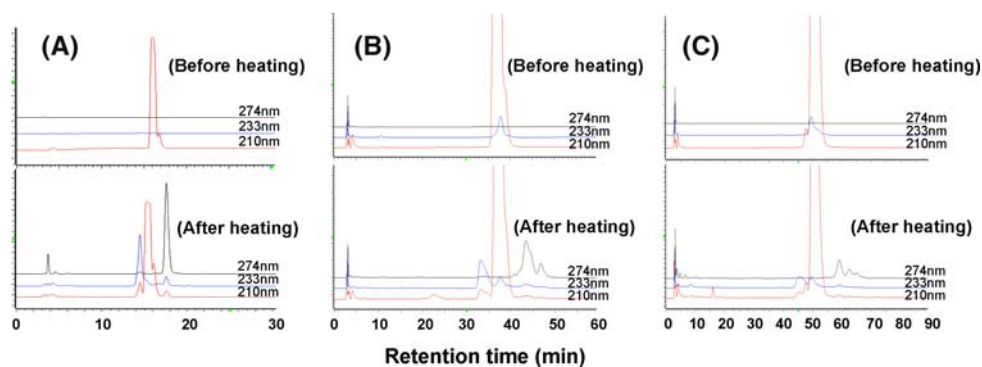 (A)
(Before heating)
274nm
233nm
210nm
(After heating)
274nm
233nm
210nm
0 10 20 30
(B)
(Before heating)
274nm
233nm
210nm
(After heating)
274nm
233nm
210nm
0 10 20 30 40 50 60
(C)
(Before heating)
274nm
233nm
210nm
(After heating)
274nm
233nm
210nm
0 10 20 30 40 50 60 70 80 90
Retention time (min)